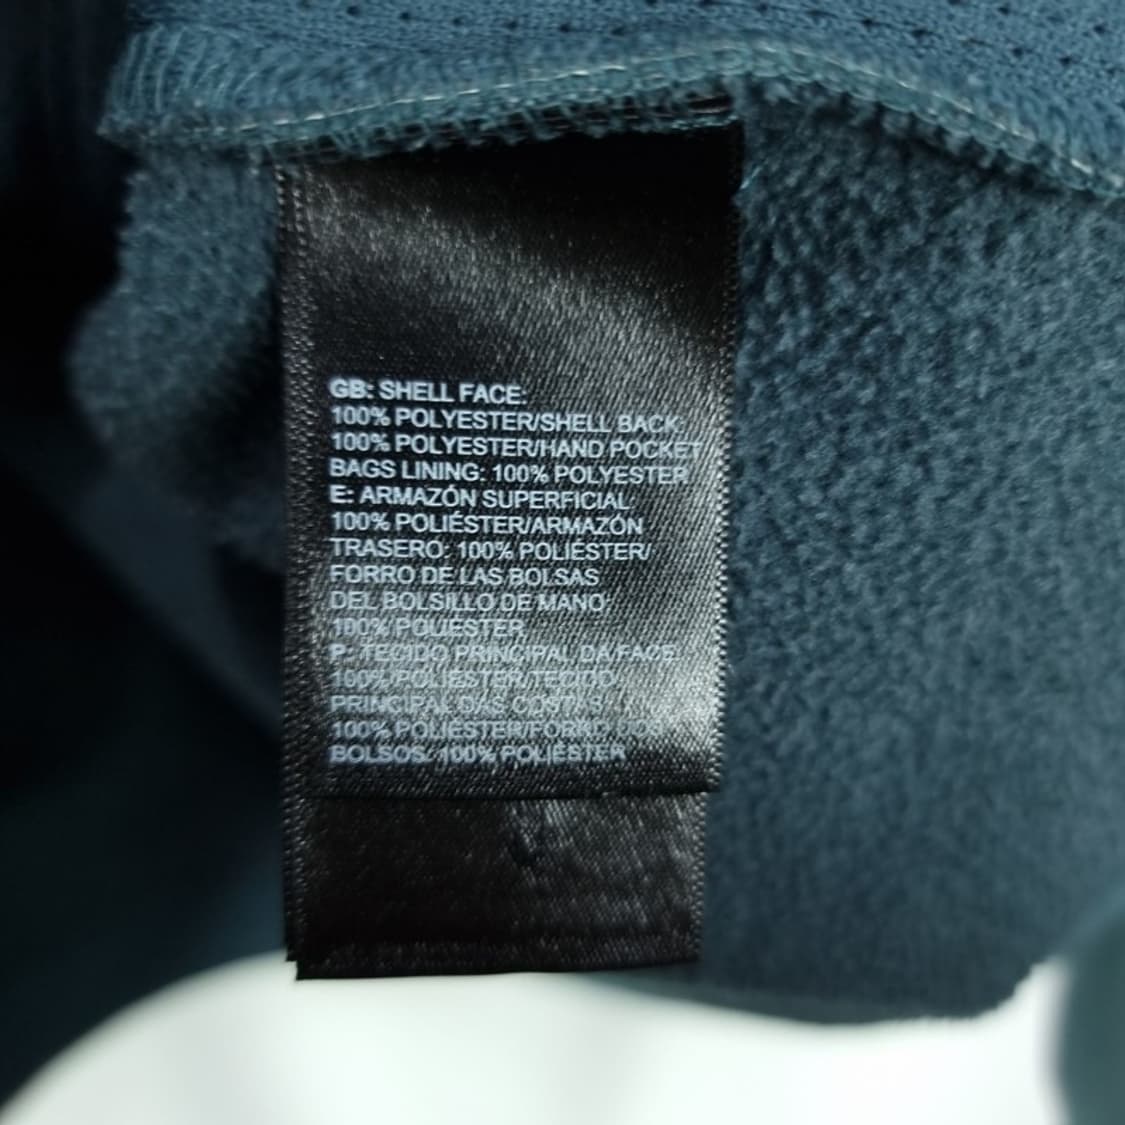 GB: SHELL FACE:
100% POLYESTER/SHELL BACK:
100% POLYESTER/HAND POCKET
BAGS LINING: 100% POLYESTER
E: ARMAZÓN SUPERFICIAL
100% POLIÉSTER/ARMAZÓN
TRASERO: 100% POLIÉSTER/
FORRO DE LAS BOLSAS
DEL BOLSILLO DE MANO:
100% POLIÉSTER
P: TECIDO PRINCIPAL DA FACE:
100% POLIÉSTER/TECIDO
PRINCIPAL DAS COSTAS:
100% POLIÉSTER/FORRO DOS
BOLSOS: 100% POLIÉSTER